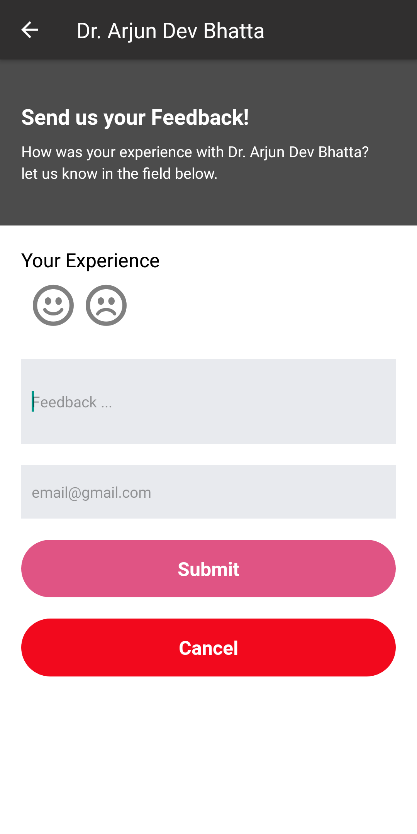 Dr. Arjun Dev Bhatta
Send us your Feedback!
How was your experience with Dr. Arjun Dev Bhatta?
let us know in the field below.
Your Experience
Feedback ...
email@gmail.com
Submit
Cancel